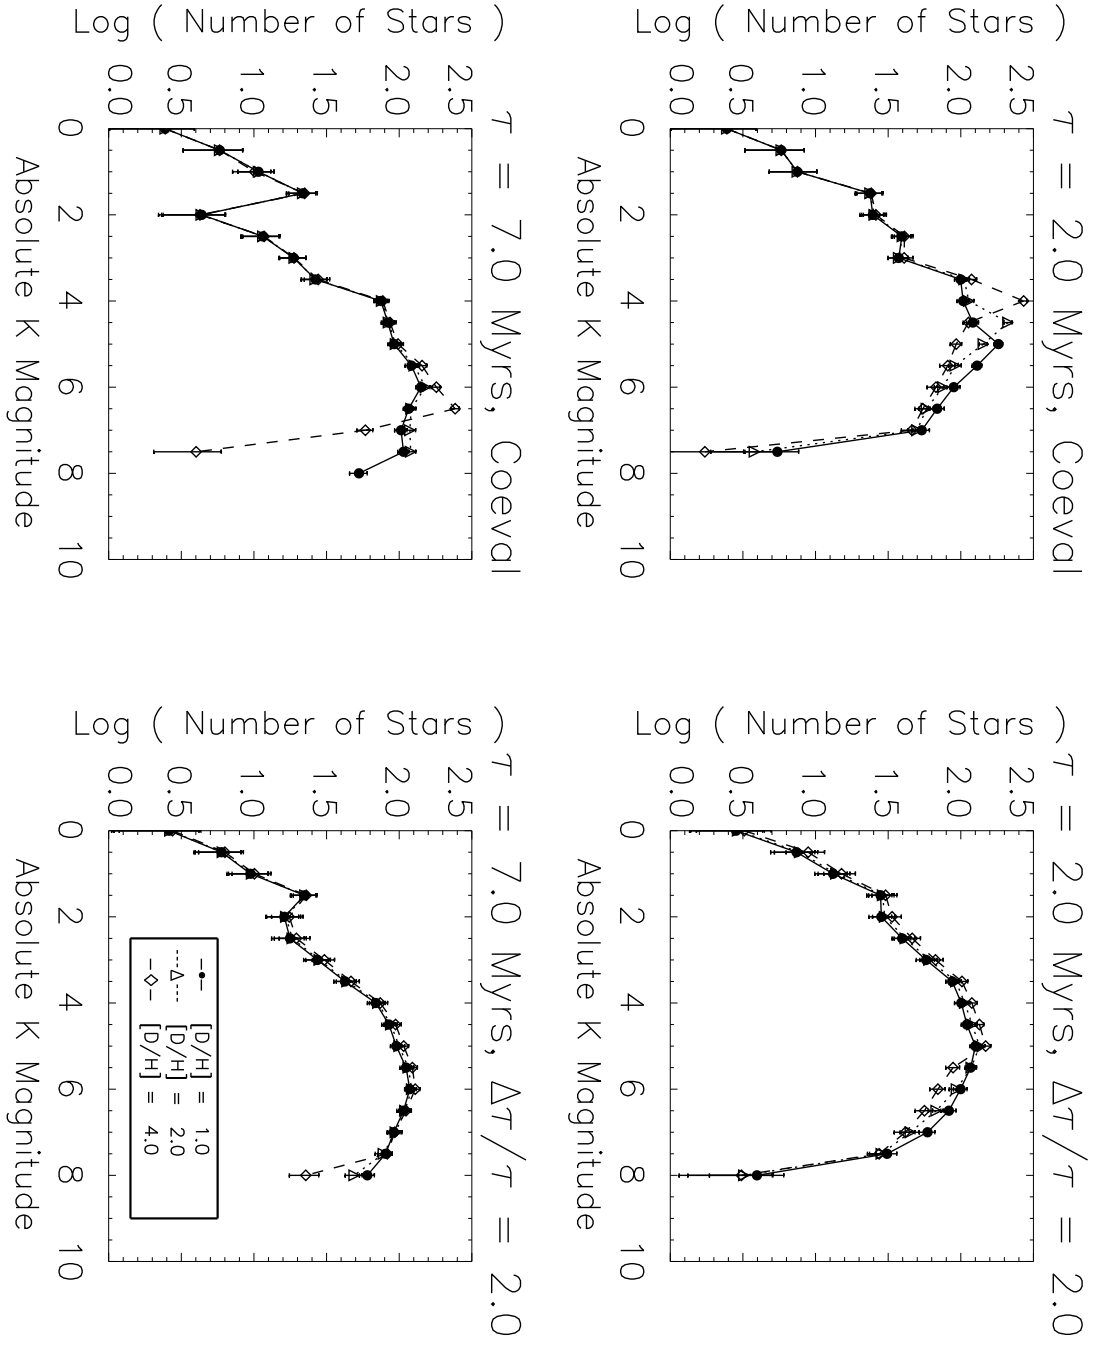 τ = 2.0 Myrs, Coeval
Log ( Number of Stars )
2.5
2.0
1.5
1.0
0.5
0.0
0 2 4 6 8 10
Absolute K Magnitude
τ = 2.0 Myrs, Δτ/τ = 2.0
Log ( Number of Stars )
2.5
2.0
1.5
1.0
0.5
0.0
0 2 4 6 8 10
Absolute K Magnitude
τ = 7.0 Myrs, Coeval
Log ( Number of Stars )
2.5
2.0
1.5
1.0
0.5
0.0
0 2 4 6 8 10
Absolute K Magnitude
τ = 7.0 Myrs, Δτ/τ = 2.0
Log ( Number of Stars )
2.5
2.0
1.5
1.0
0.5
0.0
[D/H] = 1.0
[D/H] = 2.0
[D/H] = 4.0
0 2 4 6 8 10
Absolute K Magnitude